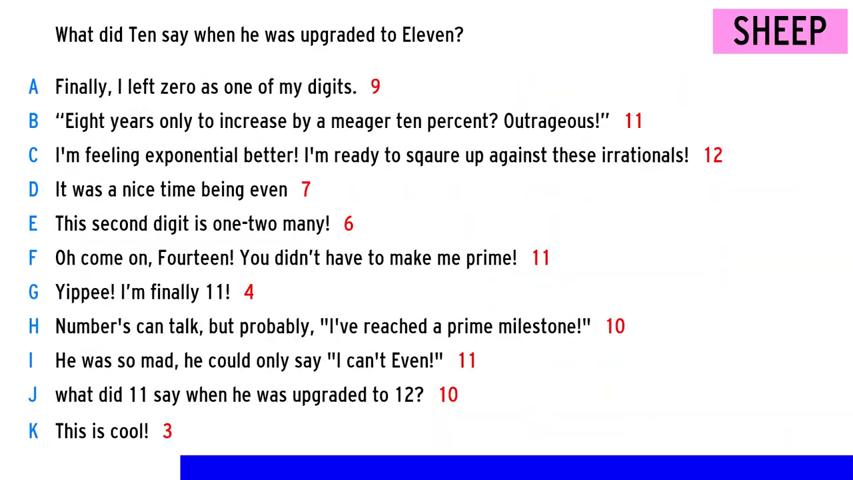 What did Ten say when he was upgraded to Eleven?
SHEEP
A Finally, I left zero as one of my digits. 9
B “Eight years only to increase by a meager ten percent? Outrageous!” 11
C I'm feeling exponential better! I'm ready to sqaure up against these irrationals! 12
D It was a nice time being even 7
E This second digit is one-two many! 6
F Oh come on, Fourteen! You didn’t have to make me prime! 11
G Yippee! I’m finally 11! 4
H Number's can talk, but probably, "I've reached a prime milestone!" 10
I He was so mad, he could only say "I can't Even!" 11
J what did 11 say when he was upgraded to 12? 10
K This is cool! 3